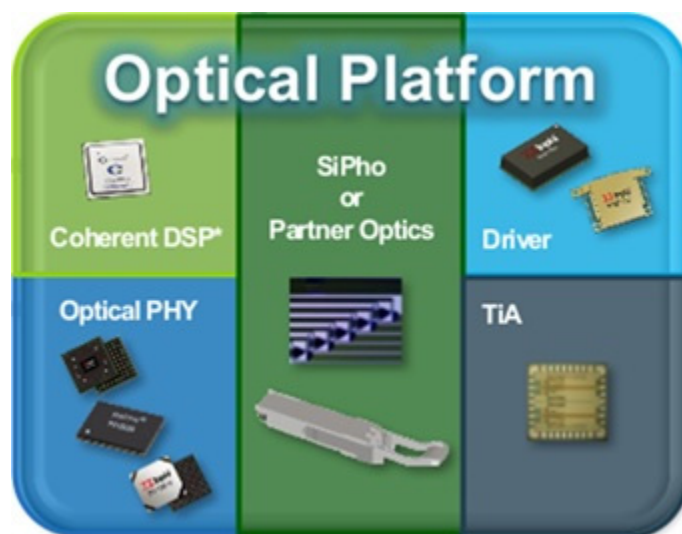 Optical Platform
Coherent DSP*
SiPho
or
Partner Optics
Driver
Optical PHY
TiA